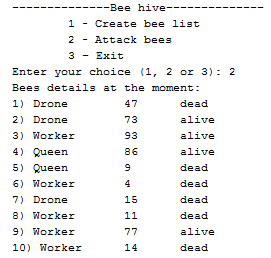 ---------------Bee hive---------------
1 - Create bee list
2 - Attack bees
3 - Exit
Enter your choice (1, 2 or 3): 2
Bees details at the moment:
1) Drone 47 dead
2) Drone 73 alive
3) Worker 93 alive
4) Queen 86 alive
5) Queen 9 dead
6) Worker 4 dead
7) Drone 15 dead
8) Worker 11 dead
9) Worker 77 alive
10) Worker 14 dead